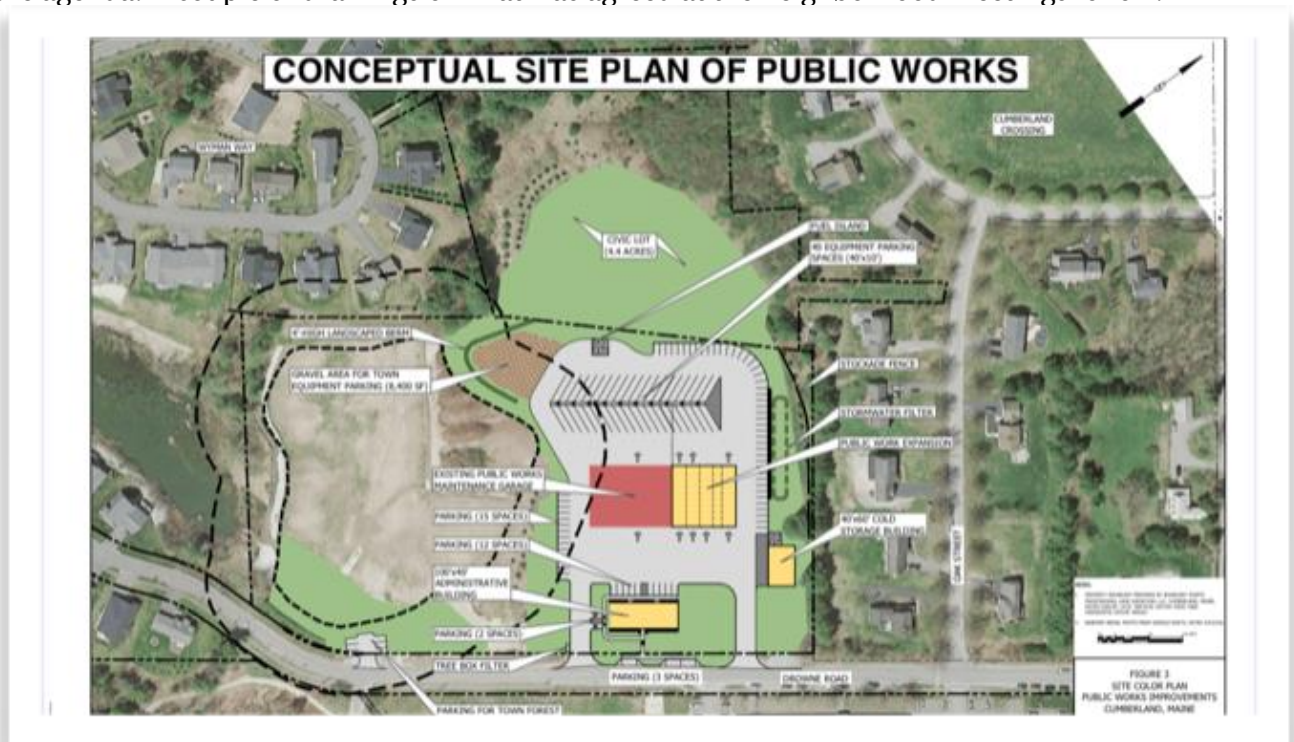 CONCEPTUAL SITE PLAN OF PUBLIC WORKS
CUMBERLAND
CROSSING
WYMAN WAY
FUEL ISLAND
CIVIC LOT
(4.4 ACRES)
40 EQUIPMENT PARKING
SPACES (40'x10')
4' HIGH LANDSCAPED BERM
GRAVEL AREA FOR TOWN
EQUIPMENT PARKING (8,400 SF)
STOCKADE FENCE
STORMWATER FILTER
PUBLIC WORK EXPANSION
EXISTING PUBLIC WORKS
MAINTENANCE GARAGE
PARKING (15 SPACES)
40'x60' COLD
STORAGE BUILDING
PARKING (12 SPACES)
OAK STREET
100'x40'
ADMINISTRATIVE
BUILDING
PARKING (2 SPACES)
TREE BOX FILTER
PARKING (3 SPACES)
DROWNE ROAD
PARKING FOR TOWN FOREST
FIGURE 3
SITE COLOR PLAN
PUBLIC WORKS IMPROVEMENTS
CUMBERLAND, MAINE